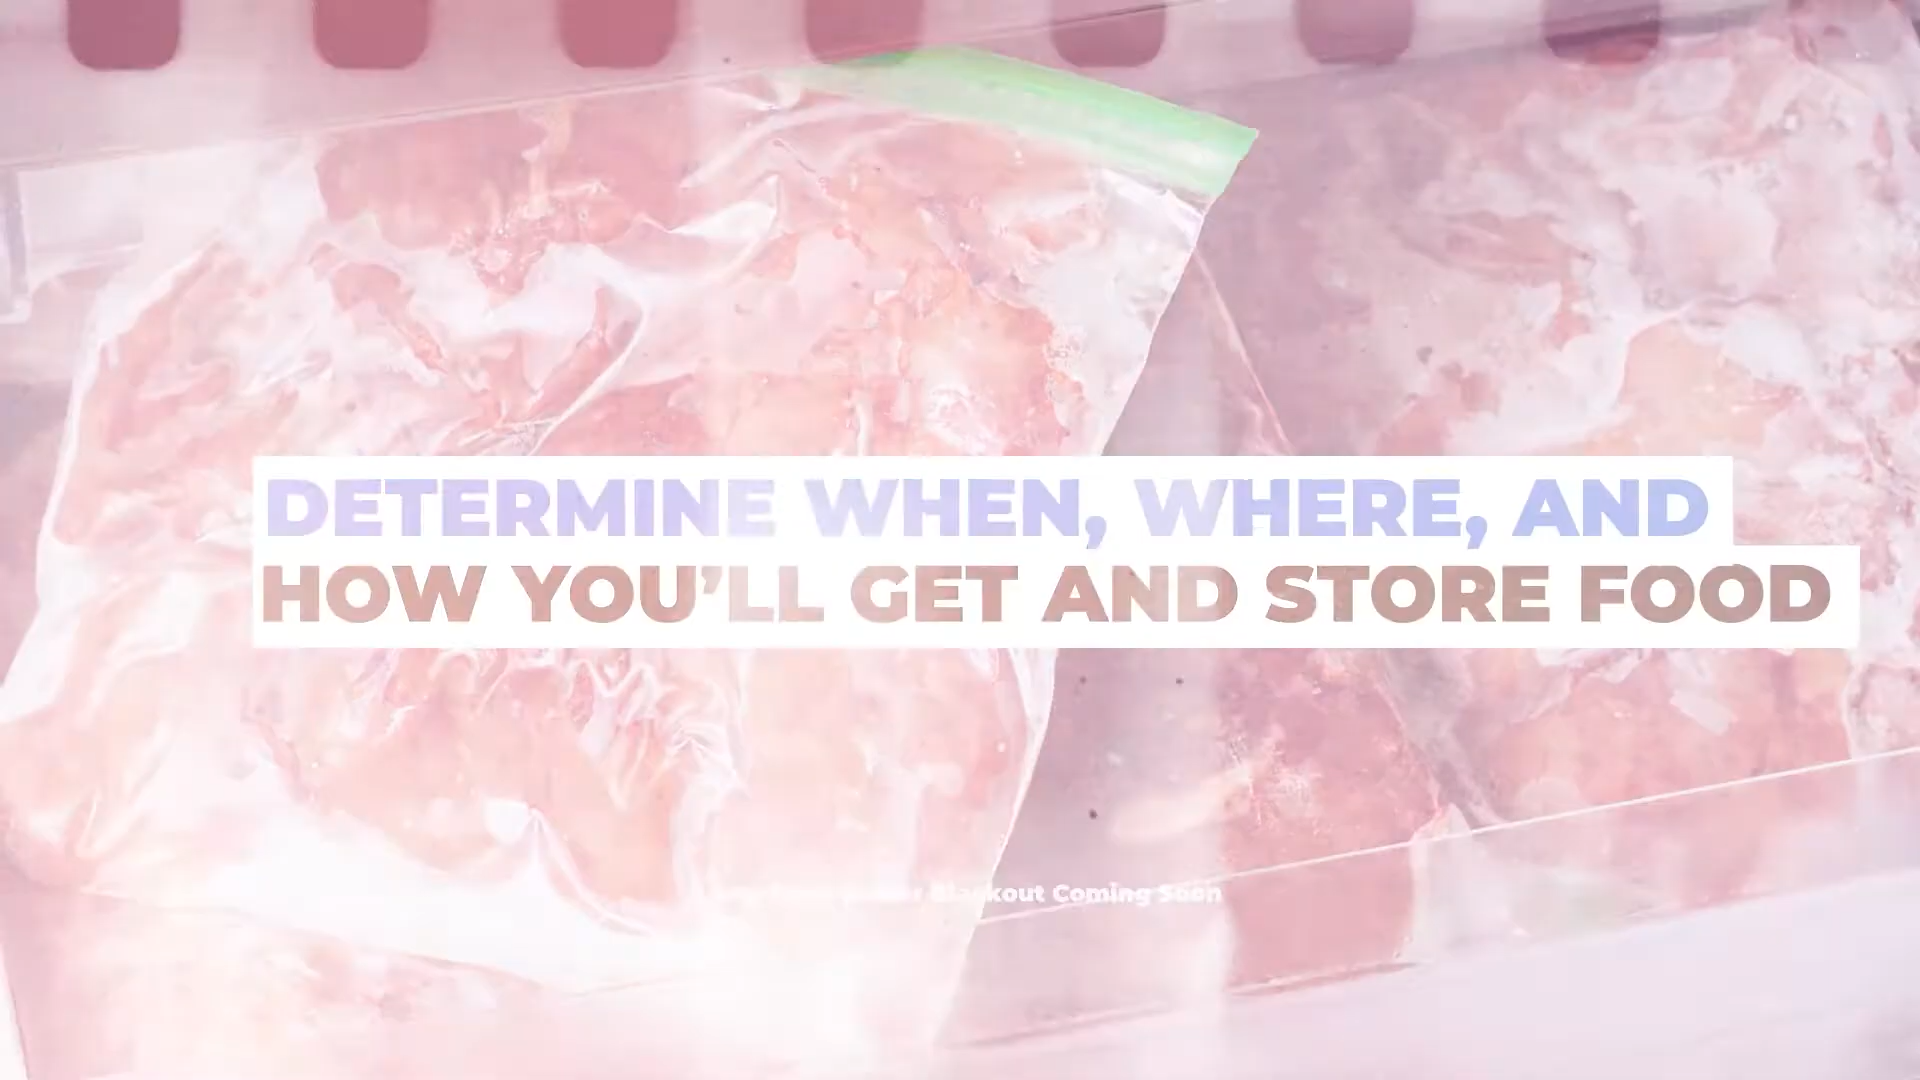 DETERMINE WHEN, WHERE, AND
HOW YOU’LL GET AND STORE FOOD
Blackout Coming Soon